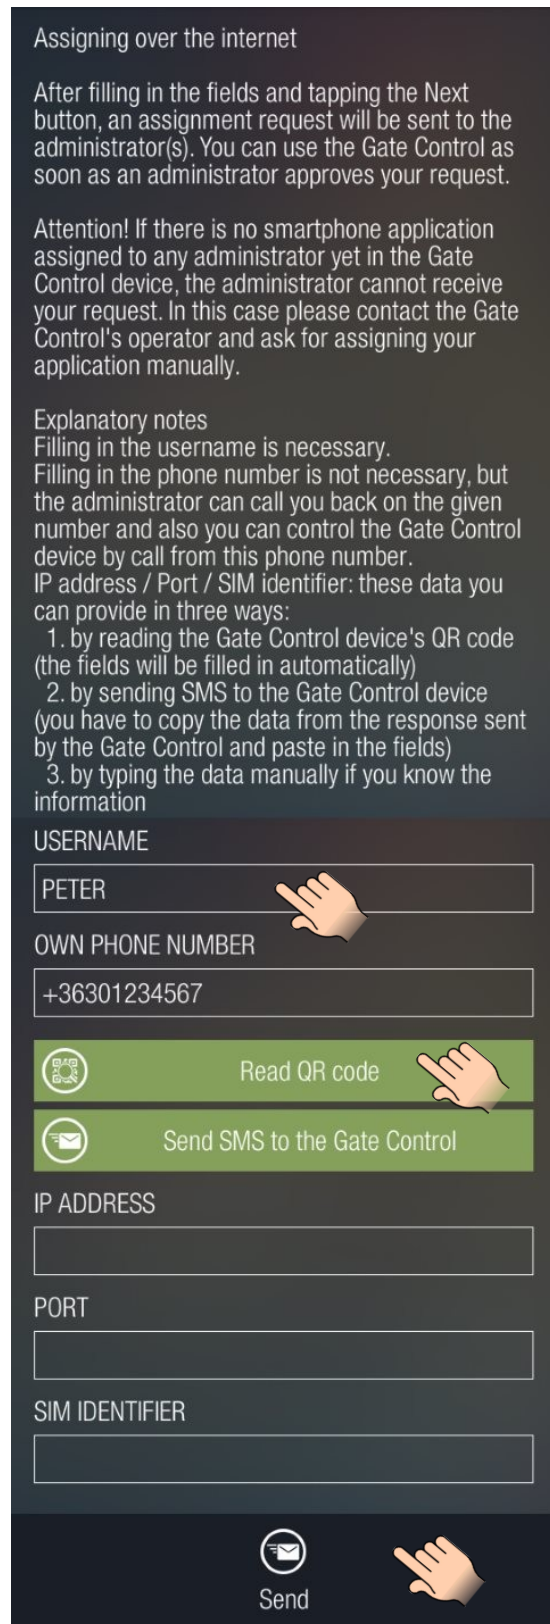 Assigning over the internet
After filling in the fields and tapping the Next
button, an assignment request will be sent to the
administrator(s). You can use the Gate Control as
soon as an administrator approves your request.
Attention! If there is no smartphone application
assigned to any administrator yet in the Gate
Control device, the administrator cannot receive
your request. In this case please contact the Gate
Control's operator and ask for assigning your
application manually.
Explanatory notes
Filling in the username is necessary.
Filling in the phone number is not necessary, but
the administrator can call you back on the given
number and also you can control the Gate Control
device by call from this phone number.
IP address / Port / SIM identifier: these data you
can provide in three ways:
1. by reading the Gate Control device's QR code
(the fields will be filled in automatically)
2. by sending SMS to the Gate Control device
(you have to copy the data from the response sent
by the Gate Control and paste in the fields)
3. by typing the data manually if you know the
information
USERNAME
PETER
OWN PHONE NUMBER
+36301234567
Read QR code
Send SMS to the Gate Control
IP ADDRESS
PORT
SIM IDENTIFIER
Send